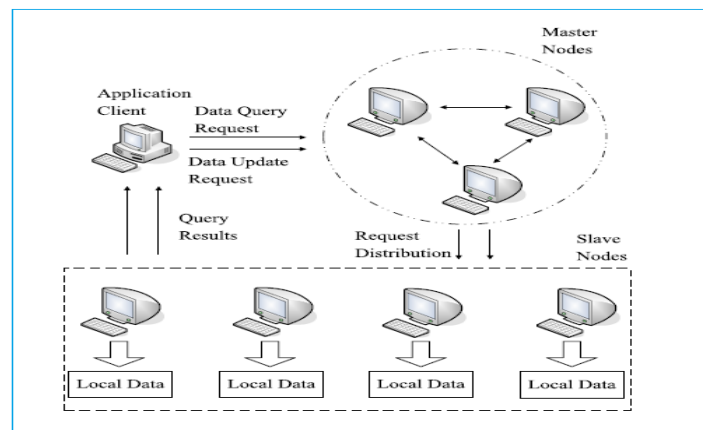 Master
Nodes
Application
Client
Data Query
Request
Data Update
Request
Query
Results
Request
Distribution
Slave
Nodes
Local Data
Local Data
Local Data
Local Data